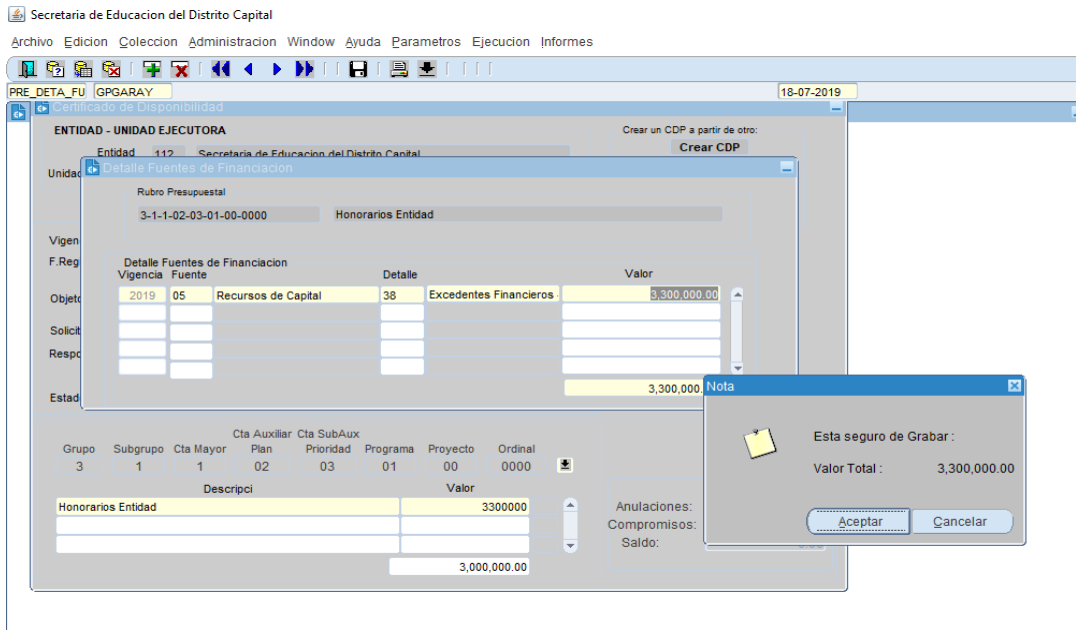 Secretaria de Educacion del Distrito Capital
Archivo Edicion Coleccion Administracion Window Ayuda Parametros Ejecucion Informes
PRE_DETA_FU GPGARAY 18-07-2019
Certificado de Disponibilidad
ENTIDAD - UNIDAD EJECUTORA Crear un CDP a partir de otro:
Entidad 112 Secretaria de Educacion del Distrito Capital Crear CDP
Detalle Fuentes de Financiacion
Rubro Presupuestal
3-1-1-02-03-01-00-0000 Honorarios Entidad
F.Reg
Detalle Fuentes de Financiacion
Vigencia Fuente Detalle Valor
2019 05 Recursos de Capital 38 Excedentes Financieros 3,300,000.00
3,300,000.
Nota
Esta seguro de Grabar :
Valor Total : 3,300,000.00
Aceptar Cancelar
Cta Auxiliar Cta SubAux
Grupo Subgrupo Cta Mayor Plan Prioridad Programa Proyecto Ordinal
3 1 1 02 03 01 00 0000
Descripci Valor
Honorarios Entidad 3300000
3,000,000.00
Anulaciones:
Compromisos:
Saldo: